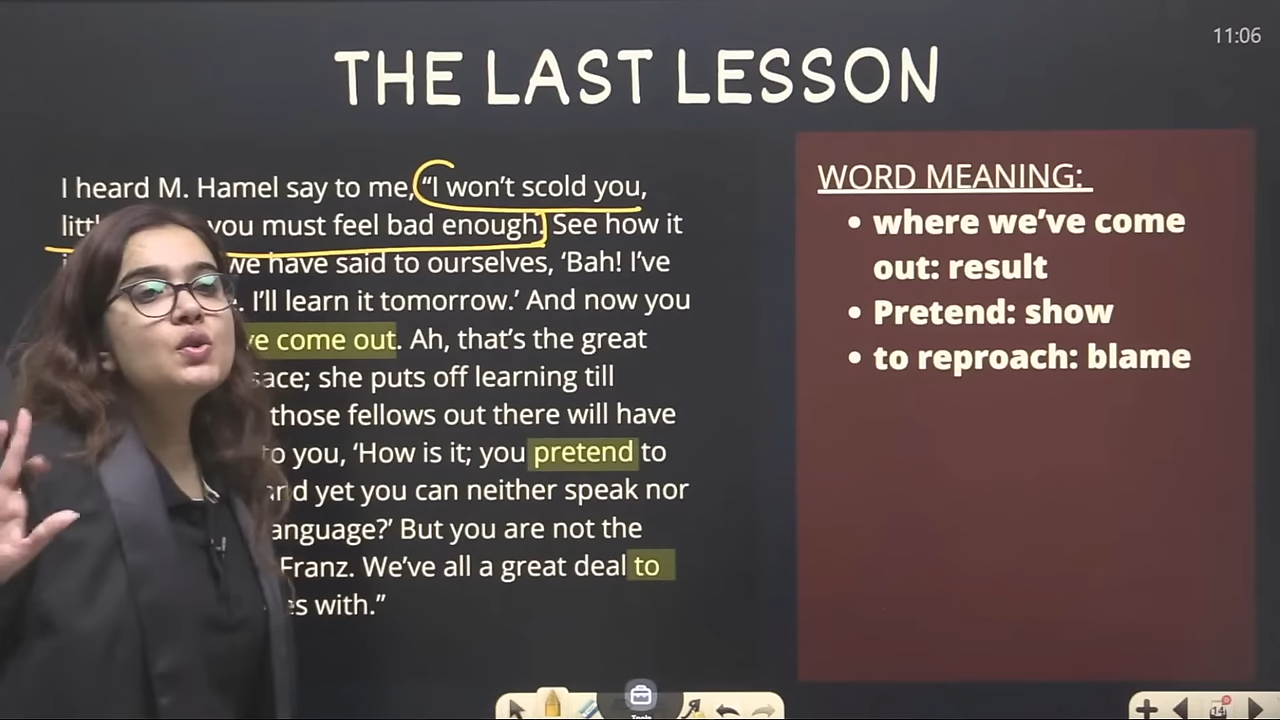 11:06
THE LAST LESSON
I heard M. Hamel say to me, “I won’t scold you,
you must feel bad enough. See how it
we have said to ourselves, ‘Bah! I’ve
I’ll learn it tomorrow.’ And now you
come out. Ah, that’s the great
she puts off learning till
those fellows out there will have
to you, ‘How is it; you pretend to
and yet you can neither speak nor
But you are not the
Franz. We’ve all a great deal to
with.”
WORD MEANING:
• where we’ve come
out: result
• Pretend: show
• to reproach: blame
14